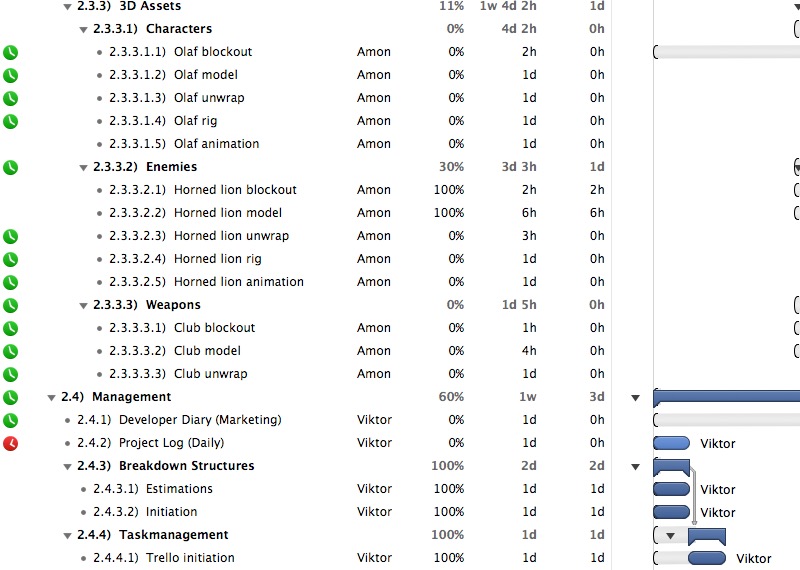 2.3.3) 3D Assets 11% 1w 4d 2h 1d
2.3.3.1) Characters 0% 4d 2h 0h
2.3.3.1.1) Olaf blockout Amon 0% 2h 0h
2.3.3.1.2) Olaf model Amon 0% 1d 0h
2.3.3.1.3) Olaf unwrap Amon 0% 1d 0h
2.3.3.1.4) Olaf rig Amon 0% 1d 0h
2.3.3.1.5) Olaf animation Amon 0% 1d 0h
2.3.3.2) Enemies 30% 3d 3h 1d
2.3.3.2.1) Horned lion blockout Amon 100% 2h 2h
2.3.3.2.2) Horned lion model Amon 100% 6h 6h
2.3.3.2.3) Horned lion unwrap Amon 0% 3h 0h
2.3.3.2.4) Horned lion rig Amon 0% 1d 0h
2.3.3.2.5) Horned lion animation Amon 0% 1d 0h
2.3.3.3) Weapons 0% 1d 5h 0h
2.3.3.3.1) Club blockout Amon 0% 1h 0h
2.3.3.3.2) Club model Amon 0% 4h 0h
2.3.3.3.3) Club unwrap Amon 0% 1d 0h
2.4) Management 60% 1w 3d
2.4.1) Developer Diary (Marketing) Viktor 0% 1d 0h
2.4.2) Project Log (Daily) Viktor 0% 1d 0h Viktor
2.4.3) Breakdown Structures 100% 2d 2d
2.4.3.1) Estimations Viktor 100% 1d 1d Viktor
2.4.3.2) Initiation Viktor 100% 1d 1d Viktor
2.4.4) Taskmanagement 100% 1d 1d
2.4.4.1) Trello initiation Viktor 100% 1d 1d Viktor